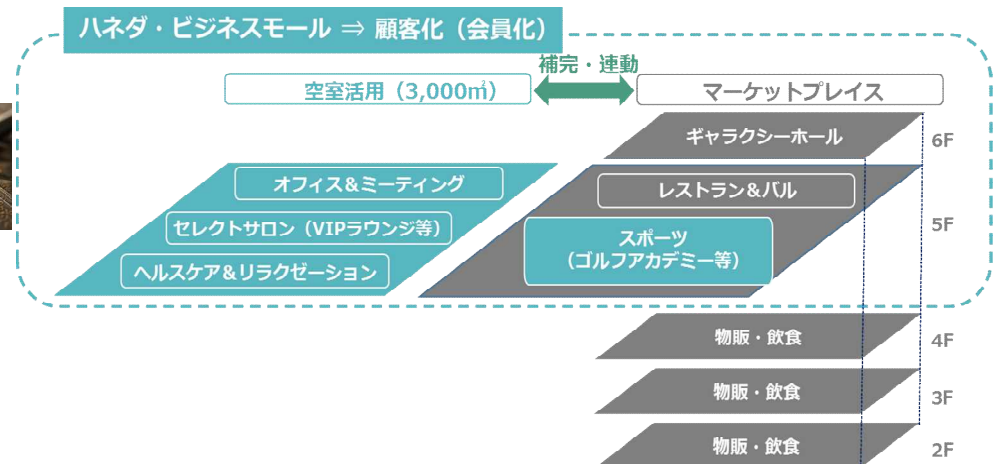 ハネダ・ビジネスモール ⇒ 顧客化（会員化）
補完・連動
空室活用（3,000㎡）
マーケットプレイス
ギャラクシーホール
6F
オフィス&ミーティング
レストラン&バル
セレクトサロン（VIPラウンジ等）
スポーツ
（ゴルフアカデミー等）
5F
ヘルスケア&リラクゼーション
物販・飲食
4F
物販・飲食
3F
物販・飲食
2F